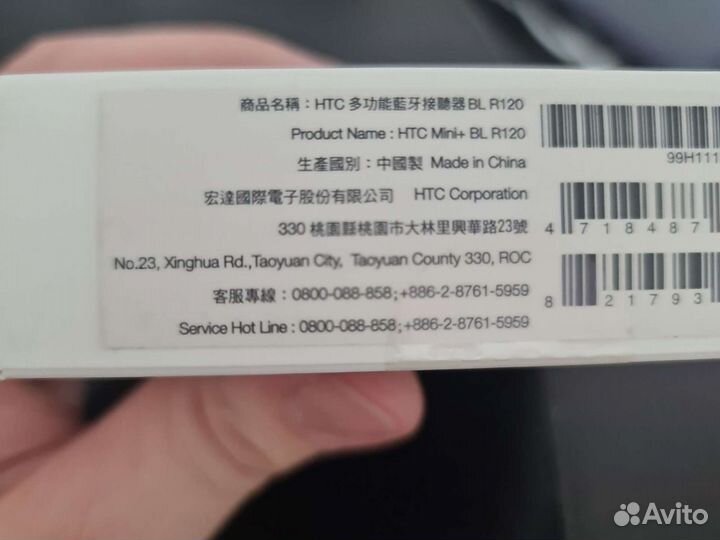 商品名稱：HTC 多功能藍牙接聽器 BL R120
Product Name : HTC Mini+ BL R120
生產國別：中國製 Made in China
99H111
宏達國際電子股份有限公司 HTC Corporation
330 桃園縣桃園市大林里興華路23號
4 718487
No.23, Xinghua Rd.,Taoyuan City, Taoyuan County 330, ROC
客服專線：0800-088-858;+886-2-8761-5959
8 21793
Service Hot Line : 0800-088-858;+886-2-8761-5959
Avito